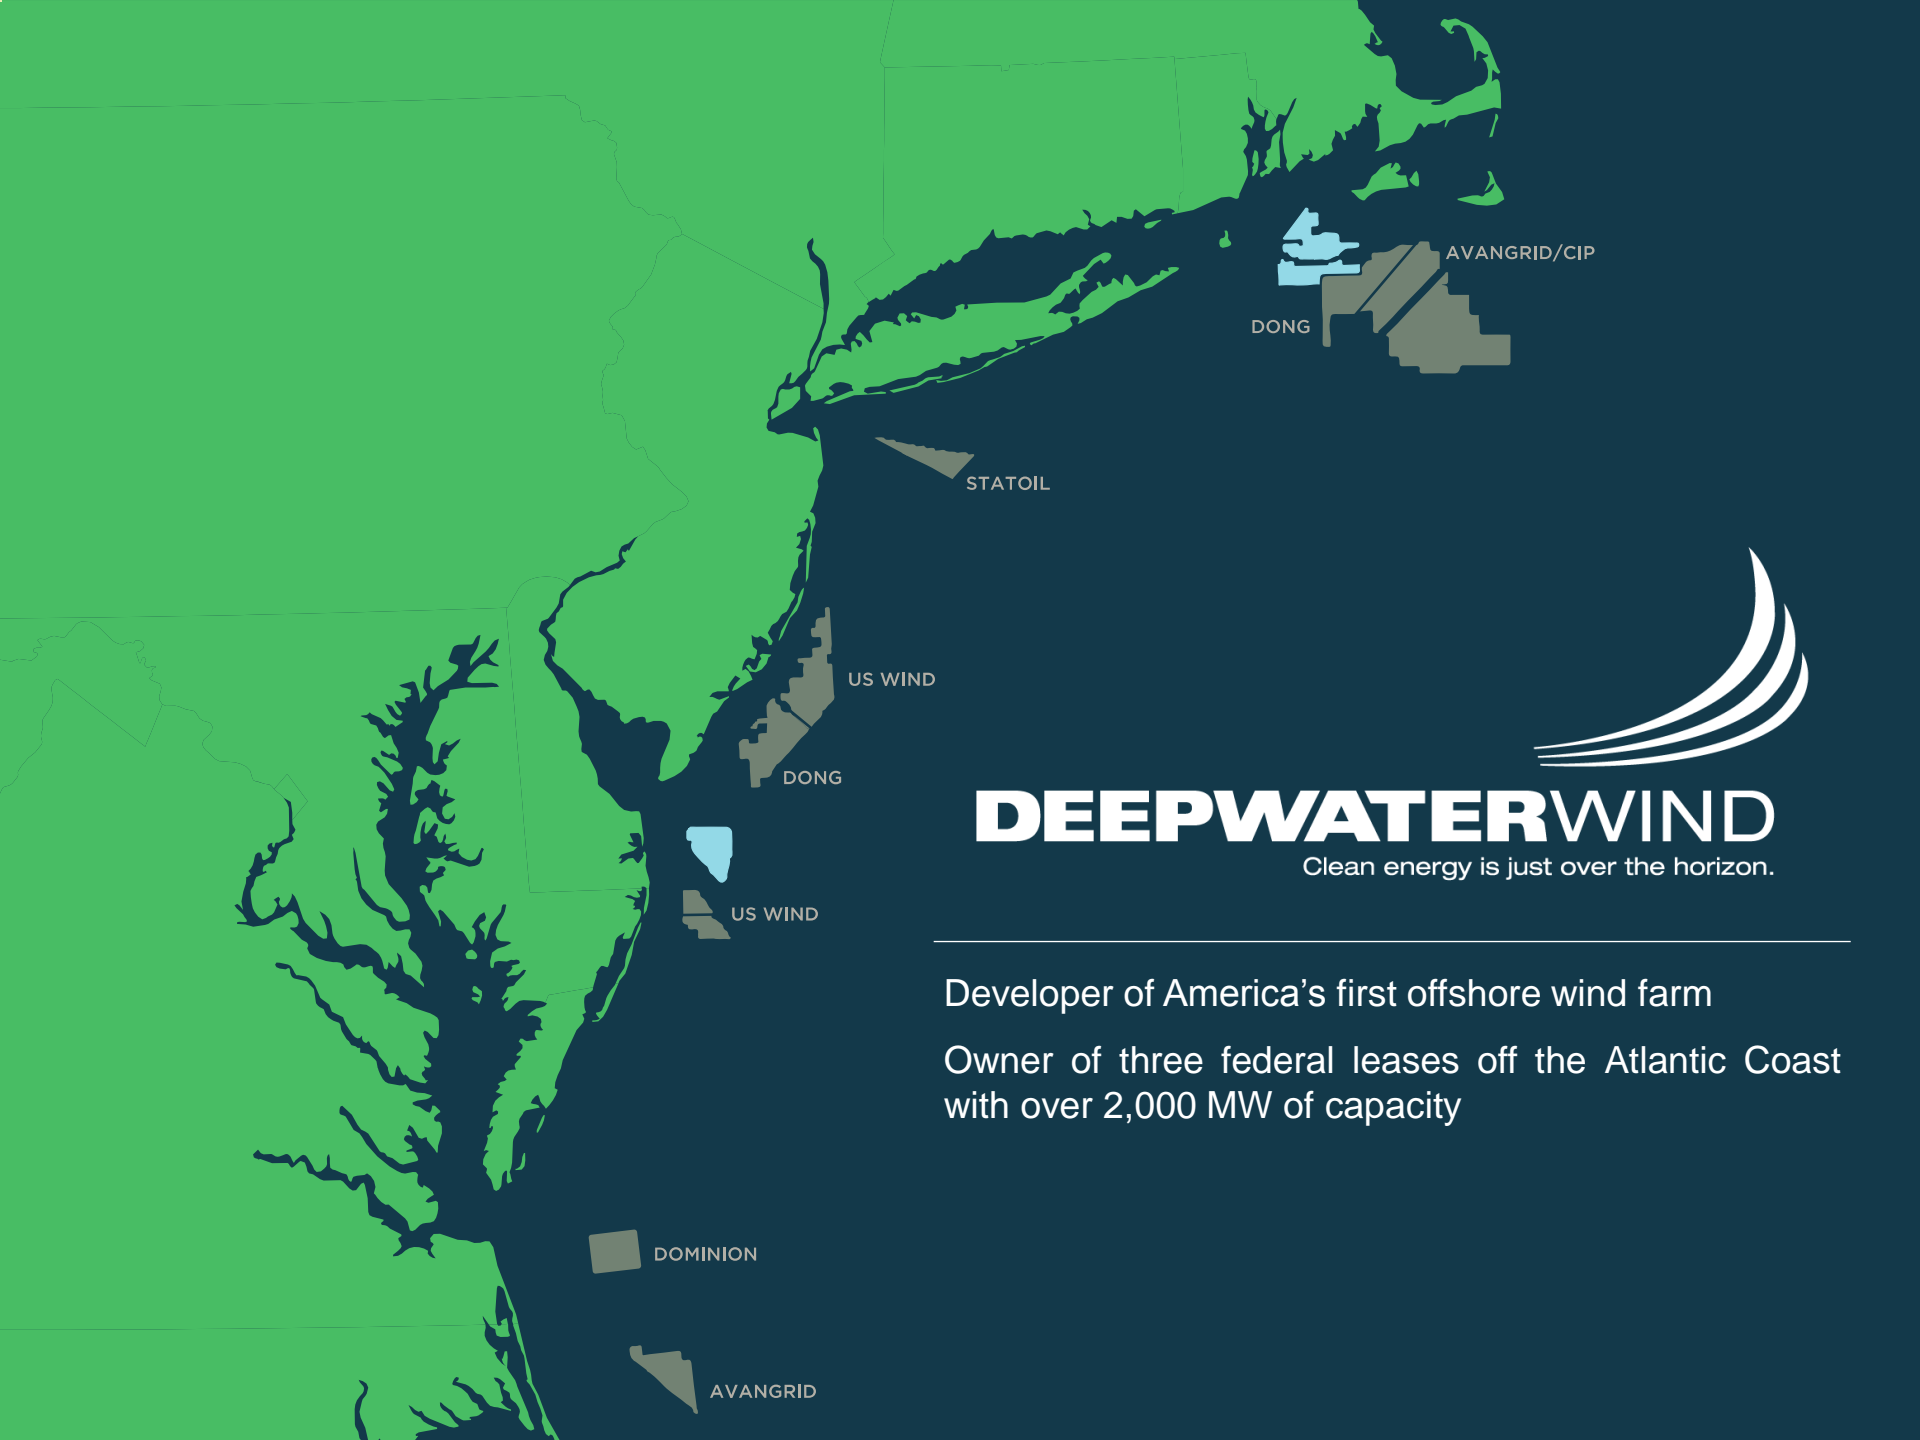 AVANGRID/CIP
DONG
STATOIL
US WIND
DONG
DEEPWATERWIND
Clean energy is just over the horizon.
US WIND
Developer of America’s first offshore wind farm
Owner of three federal leases off the Atlantic Coast
with over 2,000 MW of capacity
DOMINION
AVANGRID